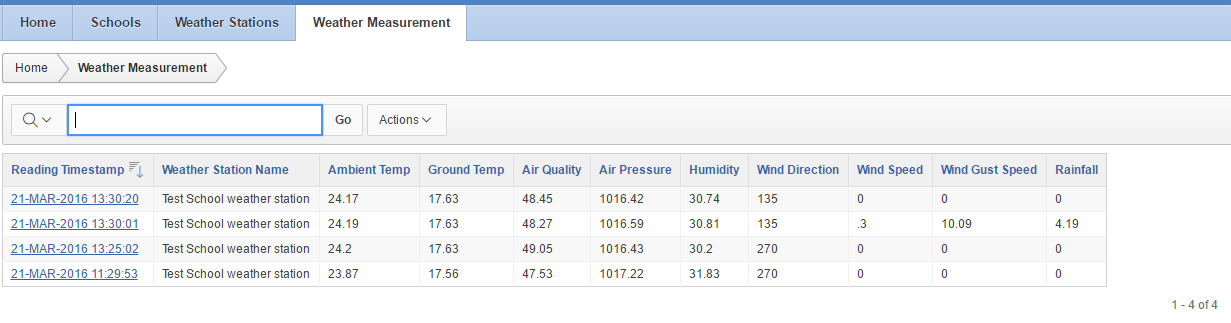 Home Schools Weather Stations Weather Measurement
Home Weather Measurement
Go Actions
Reading Timestamp Weather Station Name Ambient Temp Ground Temp Air Quality Air Pressure Humidity Wind Direction Wind Speed Wind Gust Speed Rainfall
21-MAR-2016 13:30:20 Test School weather station 24.17 17.63 48.45 1016.42 30.74 135 0 0 0
21-MAR-2016 13:30:01 Test School weather station 24.19 17.63 48.27 1016.59 30.81 135 .3 10.09 4.19
21-MAR-2016 13:25:02 Test School weather station 24.2 17.63 49.05 1016.43 30.2 270 0 0 0
21-MAR-2016 11:29:53 Test School weather station 23.87 17.56 47.53 1017.22 31.83 270 0 0 0
1 - 4 of 4